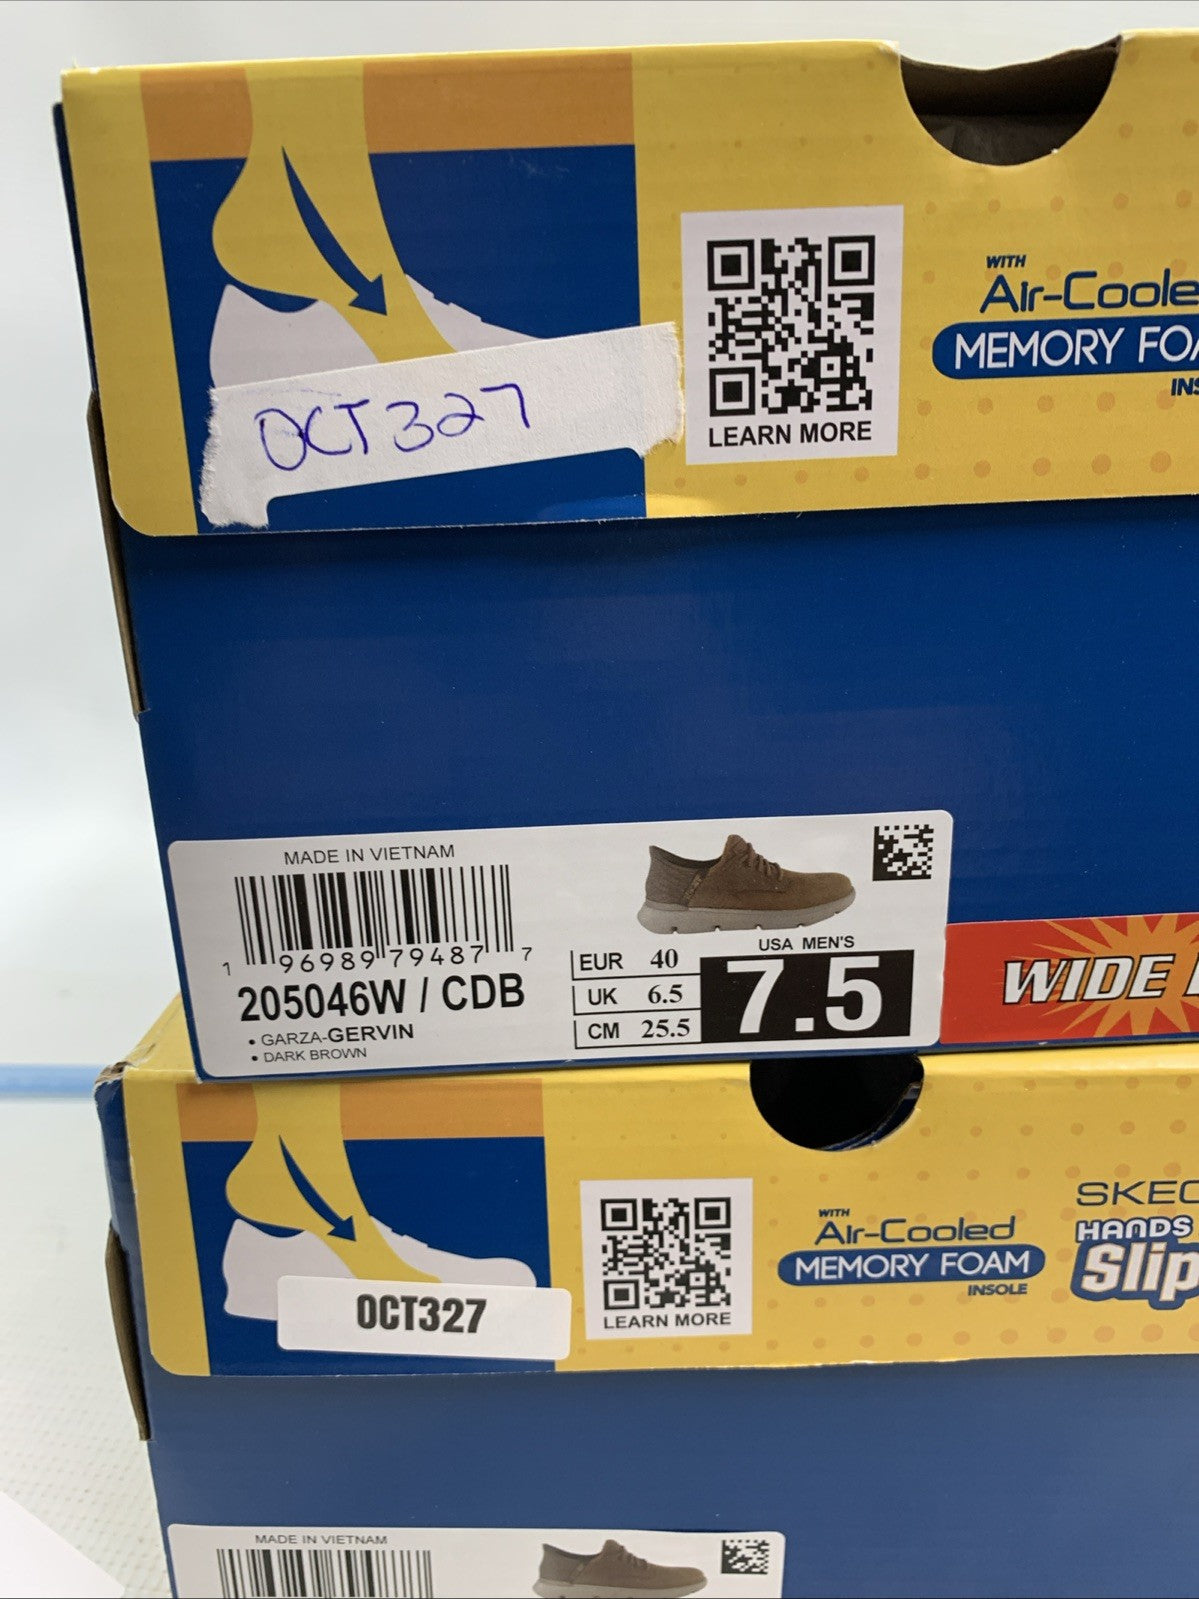 WITH
Air-Coole
MEMORY FOA
INS
OCT327
LEARN MORE
MADE IN VIETNAM
1 96989 79487 7
205046W / CDB
• GARZA-GERVIN
• DARK BROWN
USA MEN'S
EUR 40
UK 6.5
CM 25.5
7.5
WIDE
SKEC
HANDS
Slip
WITH
Air-Cooled
MEMORY FOAM
INSOLE
LEARN MORE
OCT327
MADE IN VIETNAM